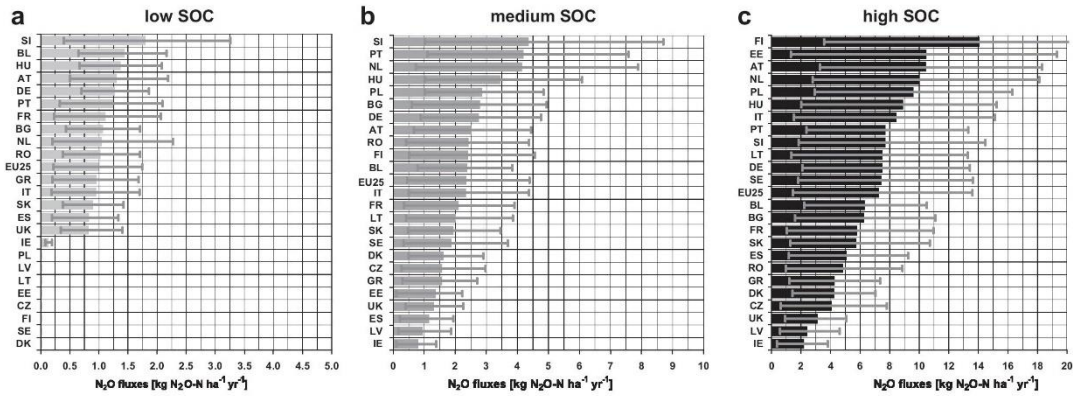 a low SOC
SI
BL
HU
AT
DE
PT
FR
BG
NL
RO
EU25
GR
IT
SK
ES
UK
IE
PL
LV
LT
EE
CZ
FI
SE
DK
0.0 0.5 1.0 1.5 2.0 2.5 3.0 3.5 4.0 4.5 5.0
N₂O fluxes [kg N₂O-N ha⁻¹ yr⁻¹]
b medium SOC
SI
PT
NL
HU
PL
BG
DE
AT
RO
FI
BL
EU25
IT
FR
LT
SK
SE
DK
CZ
GR
EE
UK
ES
LV
IE
0 1 2 3 4 5 6 7 8 9 10
N₂O fluxes [kg N₂O-N ha⁻¹ yr⁻¹]
c high SOC
FI
EE
AT
NL
PL
HU
IT
PT
SI
LT
DE
SE
EU25
BL
BG
FR
SK
ES
RO
GR
DK
CZ
UK
LV
IE
0 2 4 6 8 10 12 14 16 18 20
N₂O fluxes [kg N₂O-N ha⁻¹ yr⁻¹]